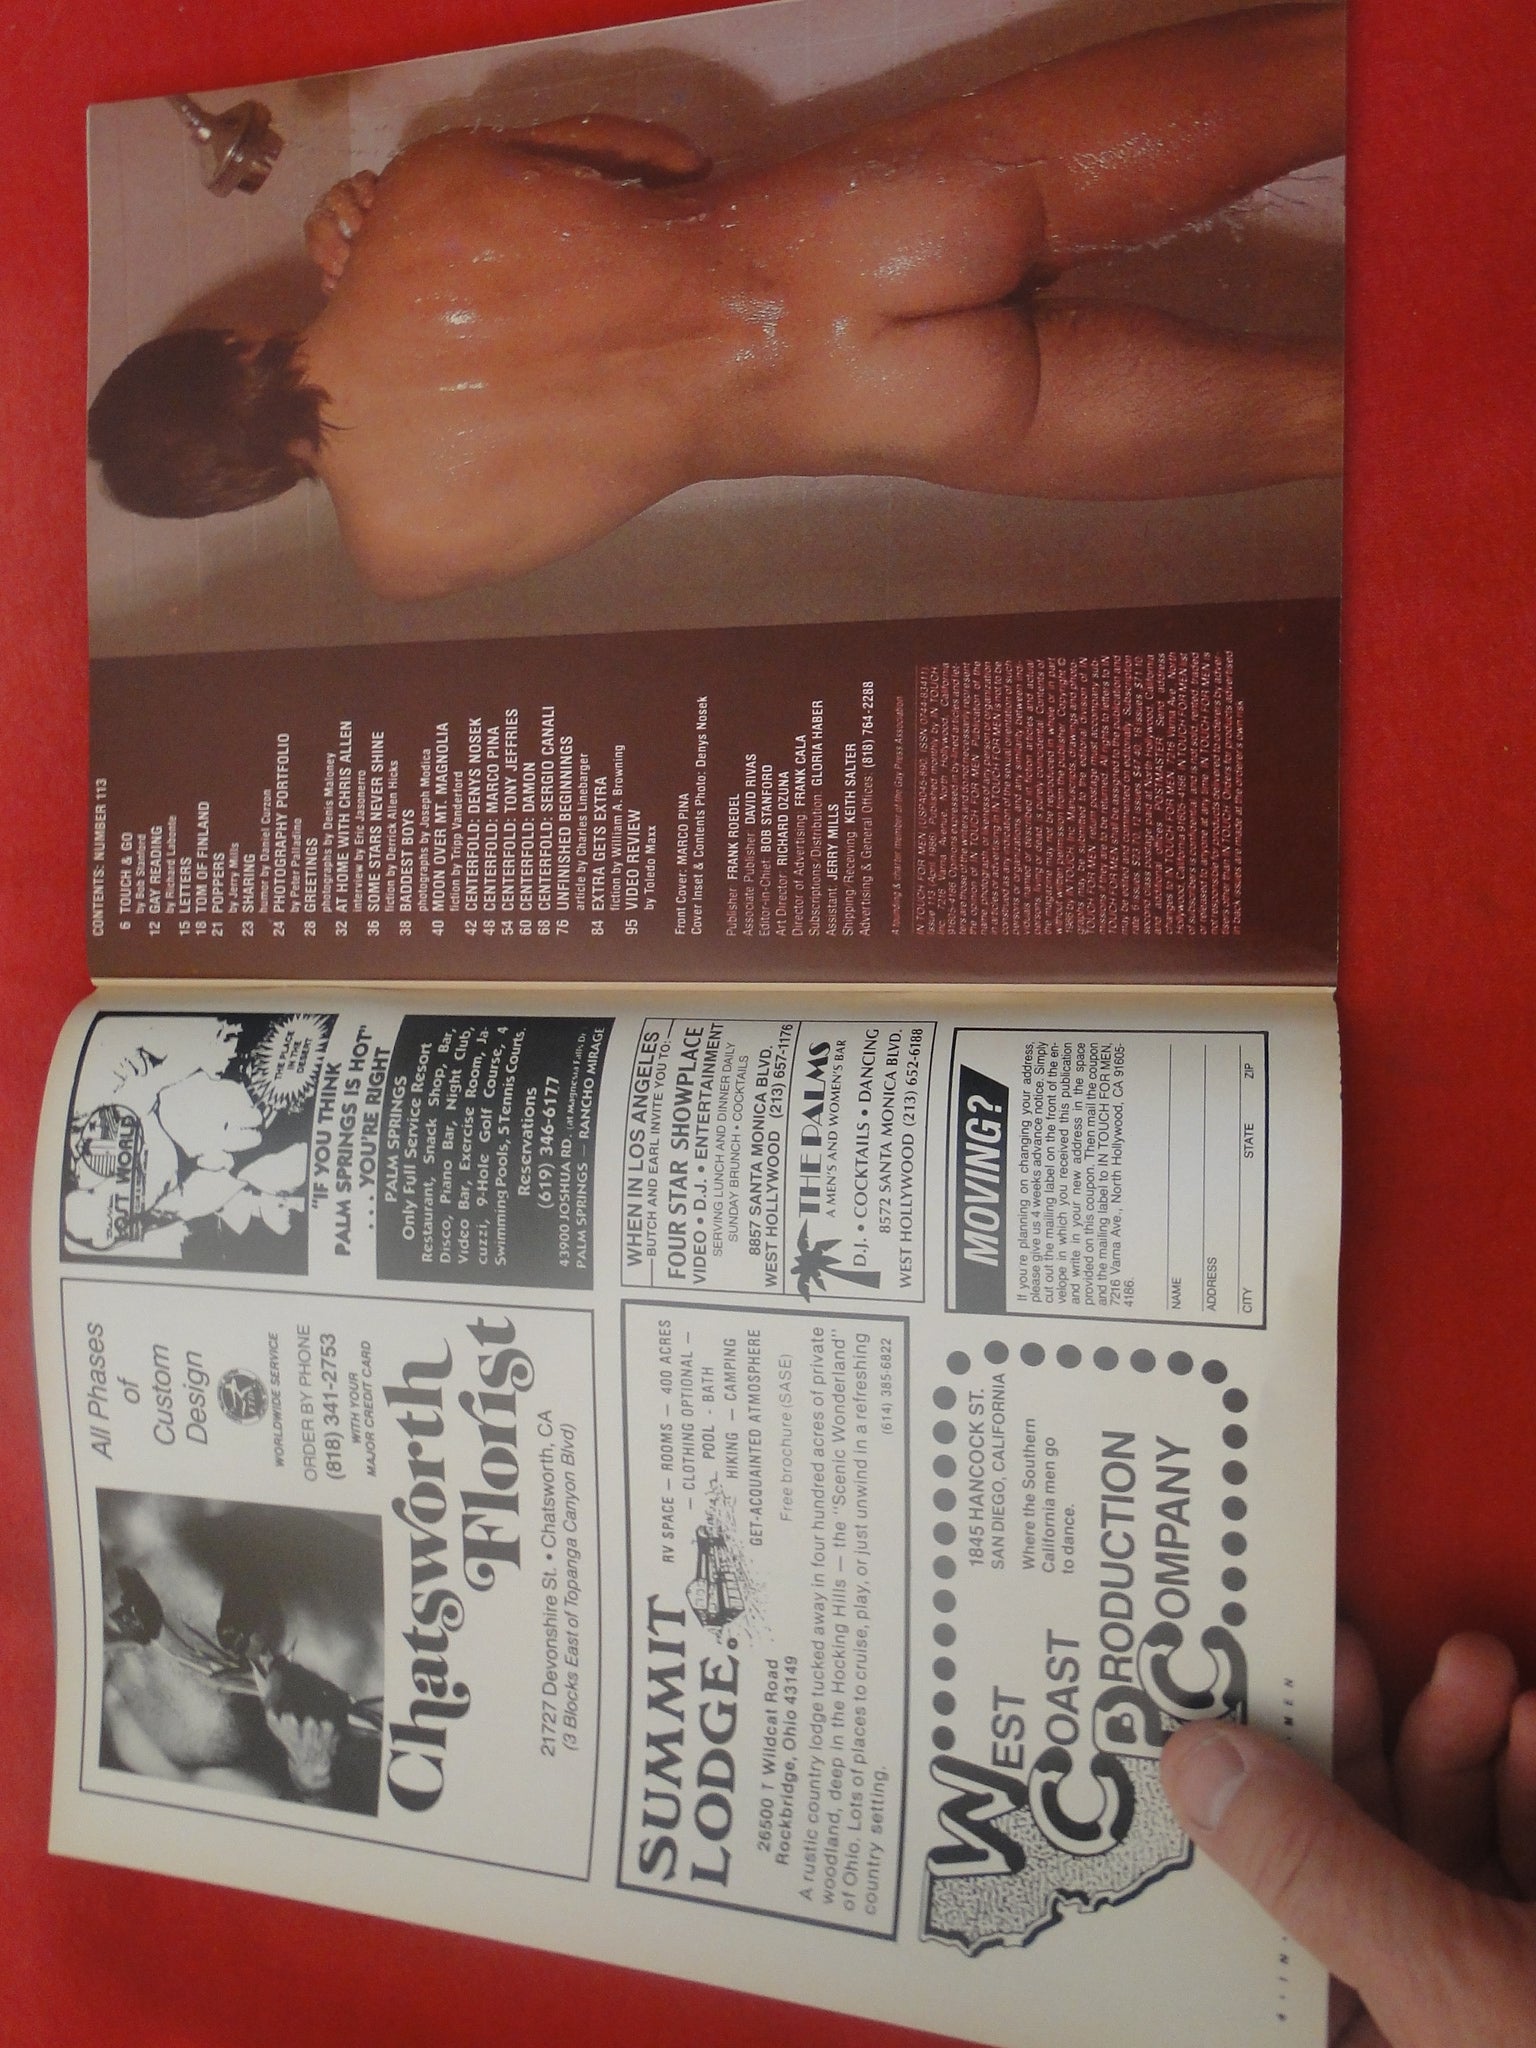 All Phases
of
Custom
Design
WORLDWIDE SERVICE
ORDER BY PHONE
(818) 341-2753
WITH YOUR
MAJOR CREDIT CARD
Chatsworth
Florist
21727 Devonshire St. • Chatsworth, CA
(3 Blocks East of Topanga Canyon Blvd)
SUMMIT
LODGE.
RV SPACE — ROOMS — 400 ACRES
— CLOTHING OPTIONAL —
POOL - BATH
HIKING — CAMPING
GET-ACQUAINTED ATMOSPHERE
26500 T Wildcat Road
Rockbridge, Ohio 43149
Free brochure (SASE)
A rustic country lodge tucked away in four hundred acres of private
woodland, deep in the Hocking Hills — the "Scenic Wonderland"
of Ohio. Lots of places to cruise, play, or just unwind in a refreshing
country setting.
(614) 385-6822
WEST
COAST
PRODUCTION
COMPANY
1845 HANCOCK ST.
SAN DIEGO, CALIFORNIA
Where the Southern
California men go
to dance.
LOST WORLD
THE PLACE
IN THE
DESERT
"IF YOU THINK
PALM SPRINGS IS HOT"
. . . YOU'RE RIGHT
PALM SPRINGS
Only Full Service Resort
Restaurant, Snack Shop, Bar,
Disco, Piano Bar, Night Club,
Video Bar, Exercise Room, Ja-
cuzzi, 9-Hole Golf Course, 4
Swimming Pools, 5 Tennis Courts.
Reservations
(619) 346-6177
43900 JOSHUA RD. (at Magnesia Falls Dr.)
PALM SPRINGS — RANCHO MIRAGE
WHEN IN LOS ANGELES
BUTCH AND EARL INVITE YOU TO:
FOUR STAR SHOWPLACE
VIDEO • D.J. • ENTERTAINMENT
SERVING LUNCH AND DINNER DAILY
SUNDAY BRUNCH • COCKTAILS
8857 SANTA MONICA BLVD.
WEST HOLLYWOOD (213) 657-1176
THE PALMS
A MEN'S AND WOMEN'S BAR
D.J. • COCKTAILS • DANCING
8572 SANTA MONICA BLVD.
WEST HOLLYWOOD (213) 652-6188
MOVING?
If you're planning on changing your address,
please give us 4 weeks advance notice. Simply
cut out the mailing label on the front of the en-
velope in which you received this publication
and write in your new address in the space
provided on this coupon. Then mail the coupon
and the mailing label to IN TOUCH FOR MEN,
7216 Varna Ave., North Hollywood, CA 91605-
4186.
NAME
ADDRESS
CITY STATE ZIP
4 • IN
MEN
CONTENTS: NUMBER 113
6 TOUCH & GO
by Bob Stanford
12 GAY READING
by Richard Labonte
15 LETTERS
18 TOM OF FINLAND
21 POPPERS
by Jerry Mills
23 SHARING
humor by Daniel Curzon
24 PHOTOGRAPHY PORTFOLIO
by Peter Palladino
28 GREETINGS
photographs by Denis Maloney
32 AT HOME WITH CHRIS ALLEN
interview by Eric Jasonero
36 SOME STARS NEVER SHINE
fiction by Derrick Allen Hicks
38 BADDEST BOYS
photographs by Joseph Modica
40 MOON OVER MT. MAGNOLIA
fiction by Tripp Vanderford
42 CENTERFOLD: DENYS NOSEK
48 CENTERFOLD: MARCO PINA
54 CENTERFOLD: TONY JEFFRIES
60 CENTERFOLD: DAMON
68 CENTERFOLD: SERGIO CANALI
76 UNFINISHED BEGINNINGS
article by Charles Linebarger
84 EXTRA GETS EXTRA
fiction by William A. Browning
95 VIDEO REVIEW
by Toledo Maxx
Front Cover: MARCO PINA
Cover Inset & Contents Photo: Denys Nosek
Publisher: FRANK ROEDEL
Associate Publisher: DAVID RIVAS
Editor-in-Chief: BOB STANFORD
Art Director: RICHARD OZUNA
Director of Advertising: FRANK CALA
Subscriptions/Distribution: GLORIA HABER
Assistant: JERRY MILLS
Shipping/Receiving: KEITH SALTER
Advertising & General Offices: (818) 764-2288
A founding & charter member of the Gay Press Association